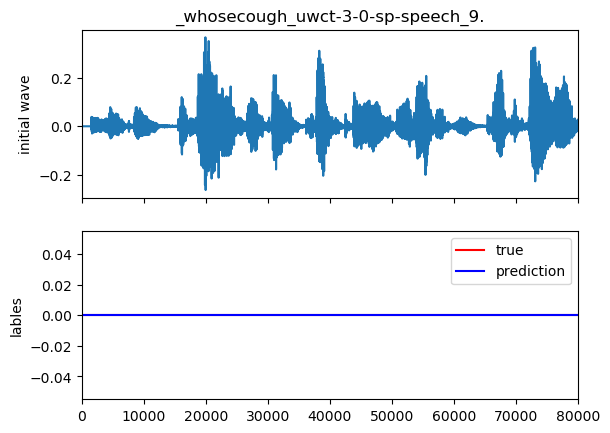 _whosecough_uwct-3-0-sp-speech_9.
initial wave
0.2
0.0
−0.2
lables
0.04
0.02
0.00
−0.02
−0.04
true
prediction
0 10000 20000 30000 40000 50000 60000 70000 80000